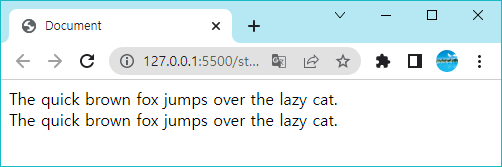 Document
127.0.0.1:5500/st...
The quick brown fox jumps over the lazy cat.
The quick brown fox jumps over the lazy cat.